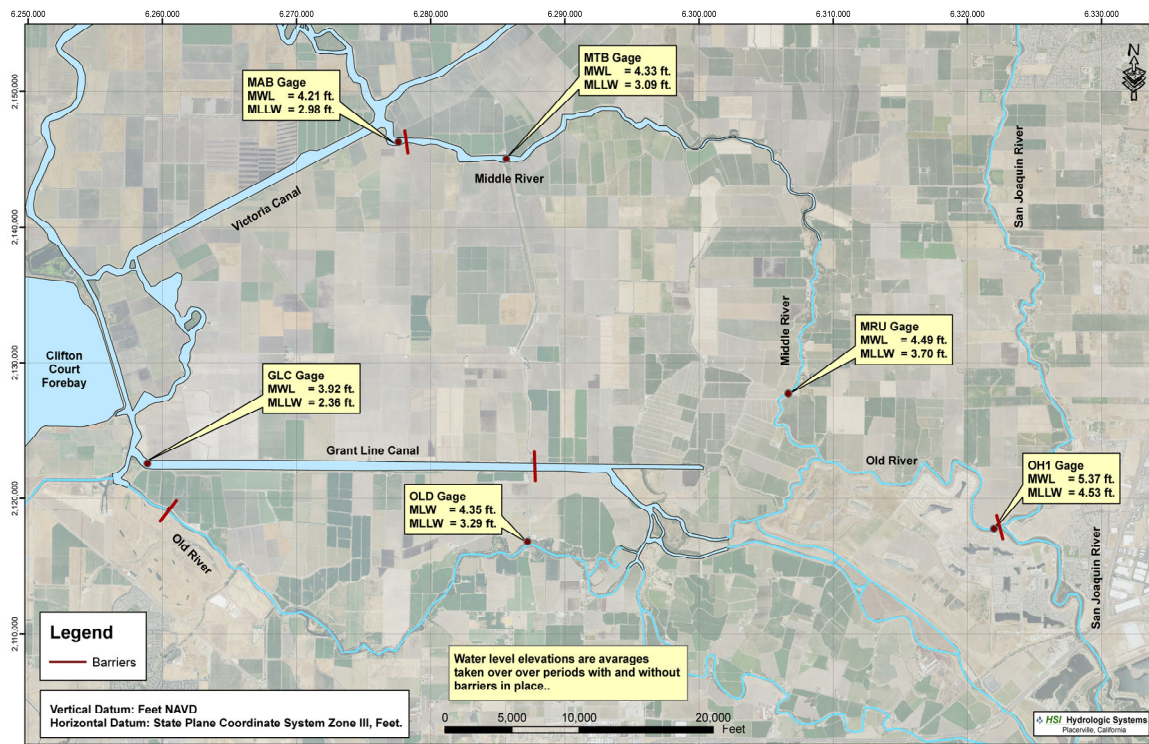 6.250,000 6.260,000 6.270,000 6.280,000 6.290,000 6.300,000 6.310,000 6.320,000 6.330,000
2,150,000
2,140,000
2,130,000
2,120,000
2,110,000
N
MAB Gage
MWL = 4.21 ft.
MLLW = 2.98 ft.
MTB Gage
MWL = 4.33 ft.
MLLW = 3.09 ft.
Middle River
San Joaquin River
Victoria Canal
Clifton
Court
Forebay
Middle River
MRU Gage
MWL = 4.49 ft.
MLLW = 3.70 ft.
GLC Gage
MWL = 3.92 ft.
MLLW = 2.36 ft.
Grant Line Canal
Old River
OH1 Gage
MWL = 5.37 ft.
MLLW = 4.53 ft.
OLD Gage
MLW = 4.35 ft.
MLLW = 3.29 ft.
Old River
San Joaquin River
Legend
Barriers
Water level elevations are avarages
taken over over periods with and without
barriers in place..
Vertical Datum: Feet NAVD
Horizontal Datum: State Plane Coordinate System Zone III, Feet.
0 5,000 10,000 20,000
Feet
HSI Hydrologic Systems
Placerville, California